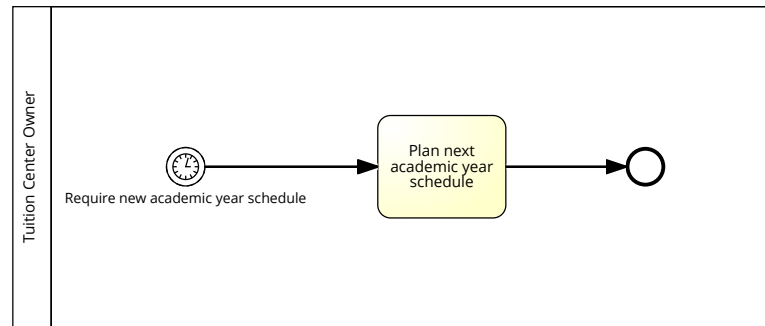 Tuition Center Owner
Require new academic year schedule
Plan next
academic year
schedule